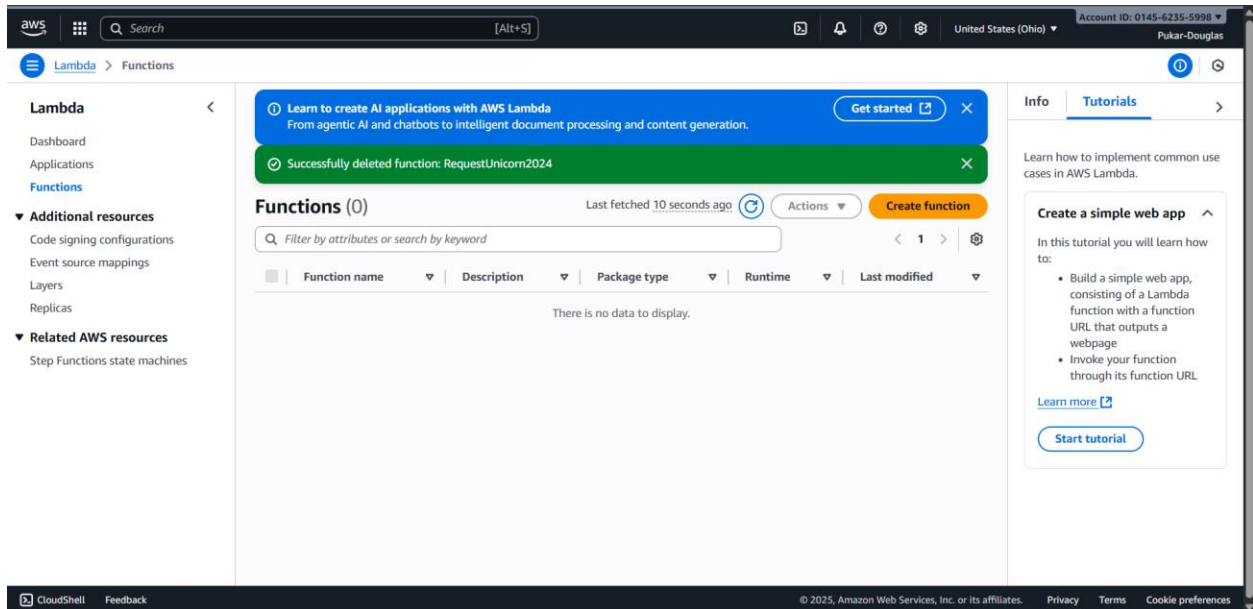 aws
Search [Alt+S]
United States (Ohio) ▼
Account ID: 0145-6235-5998 ▼
Pukar-Douglas
Lambda > Functions
Lambda
Dashboard
Applications
Functions
▼ Additional resources
Code signing configurations
Event source mappings
Layers
Replicas
▼ Related AWS resources
Step Functions state machines
Learn to create AI applications with AWS Lambda
From agentic AI and chatbots to intelligent document processing and content generation.
Get started
Successfully deleted function: RequestUnicorn2024
Functions (0)
Last fetched 10 seconds ago
Actions ▼
Create function
Filter by attributes or search by keyword
< 1 >
Function name
Description
Package type
Runtime
Last modified
There is no data to display.
Info
Tutorials
Learn how to implement common use
cases in AWS Lambda.
Create a simple web app
In this tutorial you will learn how
to:
• Build a simple web app,
consisting of a Lambda
function with a function
URL that outputs a
webpage
• Invoke your function
through its function URL
Learn more
Start tutorial
CloudShell
Feedback
© 2025, Amazon Web Services, Inc. or its affiliates.
Privacy
Terms
Cookie preferences